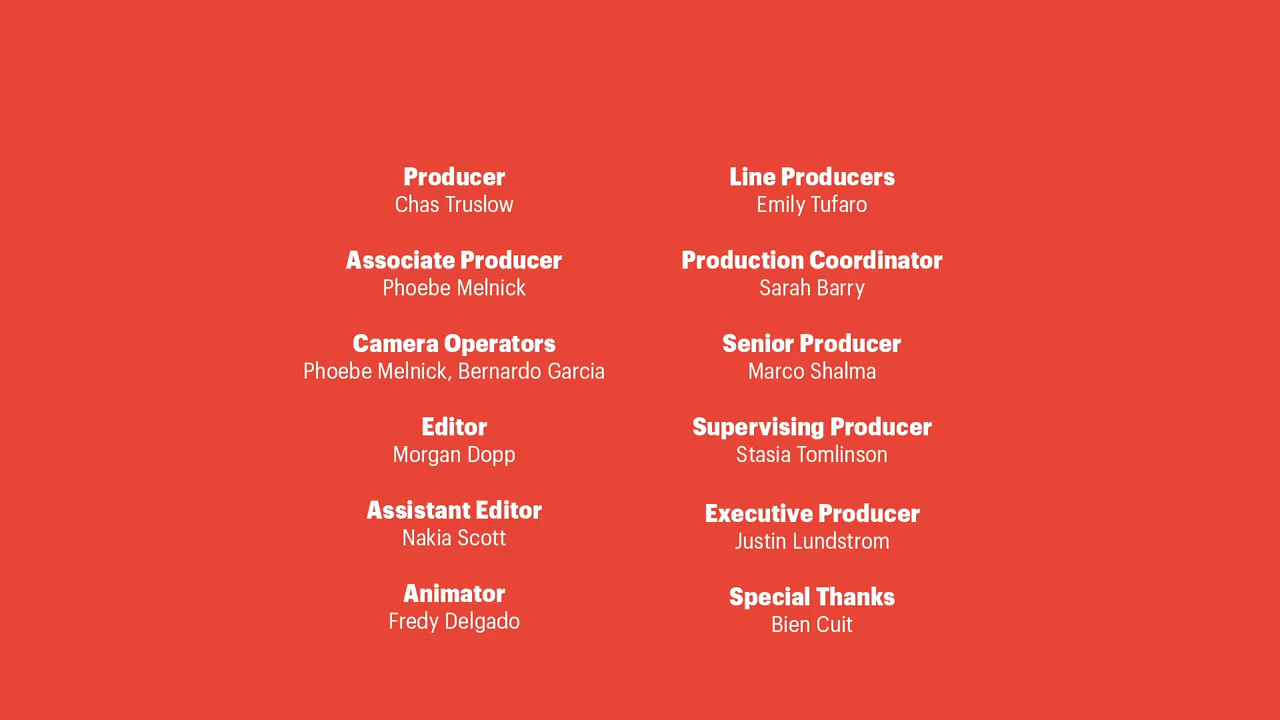 Producer
Chas Truslow
Associate Producer
Phoebe Melnick
Camera Operators
Phoebe Melnick, Bernardo Garcia
Editor
Morgan Dopp
Assistant Editor
Nakia Scott
Animator
Fredy Delgado
Line Producers
Emily Tufaro
Production Coordinator
Sarah Barry
Senior Producer
Marco Shalma
Supervising Producer
Stasia Tomlinson
Executive Producer
Justin Lundstrom
Special Thanks
Bien Cuit